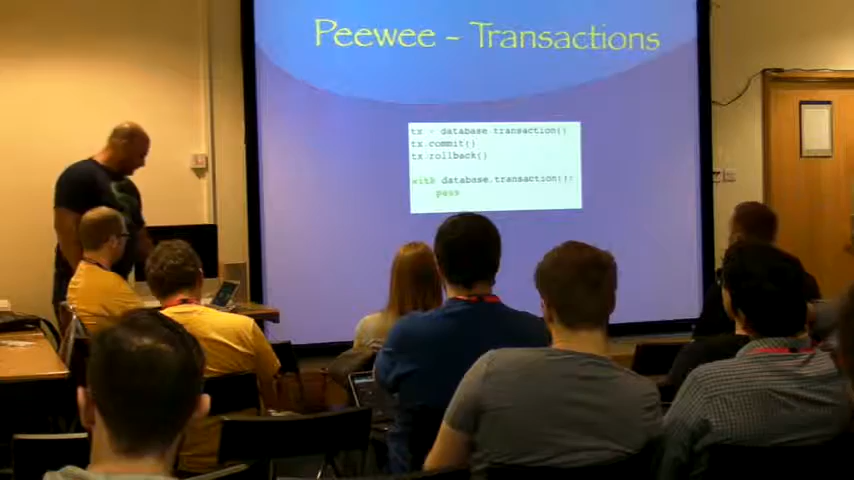 Peewee - Transactions
tx = database.transaction()
tx.commit()
tx.rollback()
with database.transaction():
pass